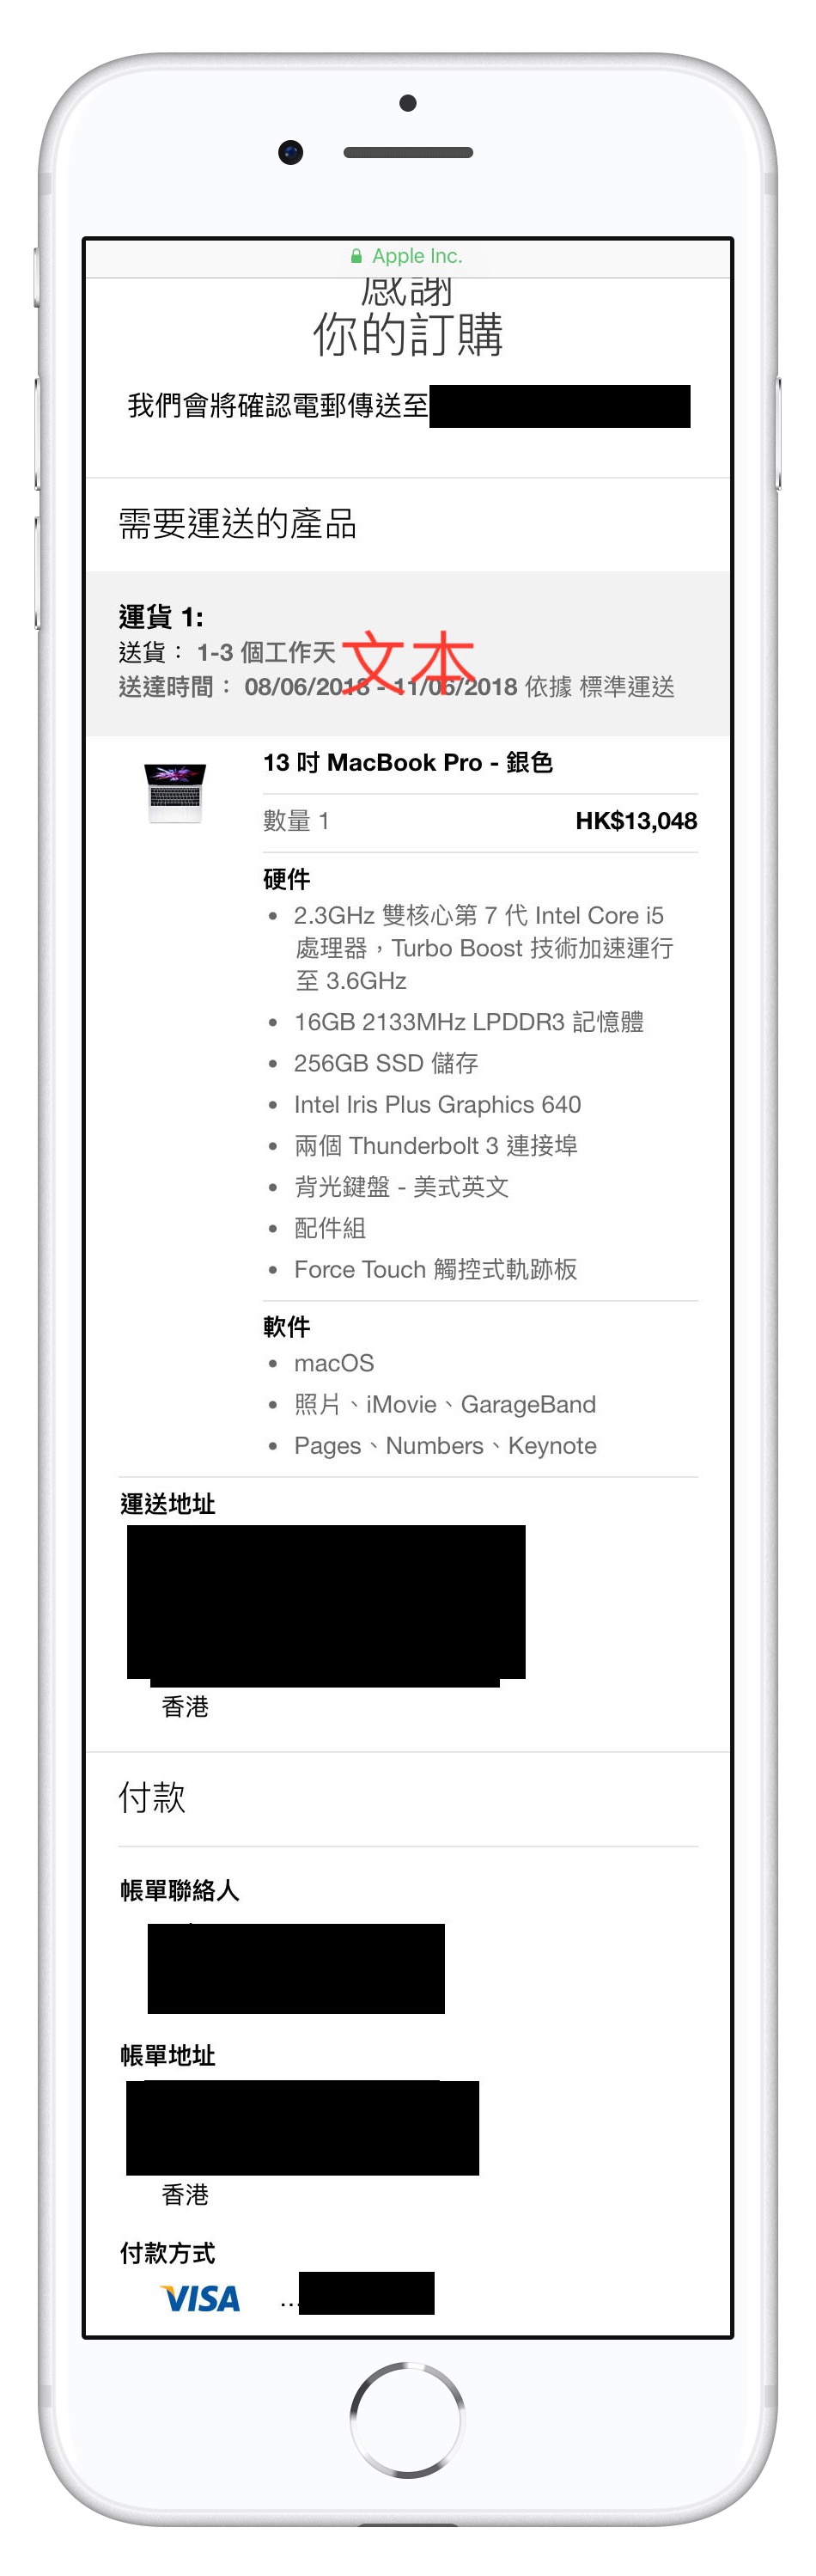 Apple Inc.
感謝
你的訂購
我們會將確認電郵傳送至
需要運送的產品
運貨 1:
送貨： 1-3 個工作天
文本
送達時間： 08/06/2018 - 11/06/2018 依據 標準運送
13 吋 MacBook Pro - 銀色
數量 1 HK$13,048
硬件
• 2.3GHz 雙核心第 7 代 Intel Core i5
處理器，Turbo Boost 技術加速運行
至 3.6GHz
• 16GB 2133MHz LPDDR3 記憶體
• 256GB SSD 儲存
• Intel Iris Plus Graphics 640
• 兩個 Thunderbolt 3 連接埠
• 背光鍵盤 - 美式英文
• 配件組
• Force Touch 觸控式軌跡板
軟件
• macOS
• 照片、iMovie、GarageBand
• Pages、Numbers、Keynote
運送地址
香港
付款
帳單聯絡人
帳單地址
香港
付款方式
VISA ...